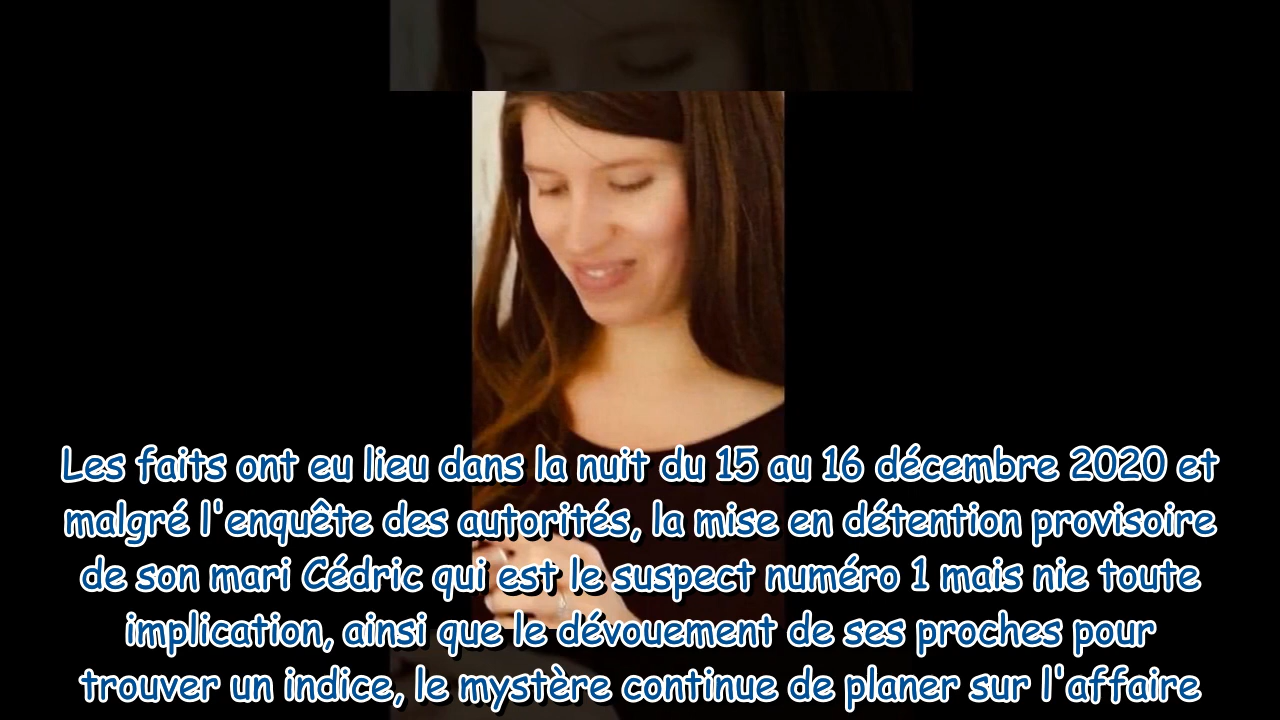 Les faits ont eu lieu dans la nuit du 15 au 16 décembre 2020 et
malgré l'enquête des autorités, la mise en détention provisoire
de son mari Cédric qui est le suspect numéro 1 mais nie toute
implication, ainsi que le dévouement de ses proches pour
trouver un indice, le mystère continue de planer sur l'affaire